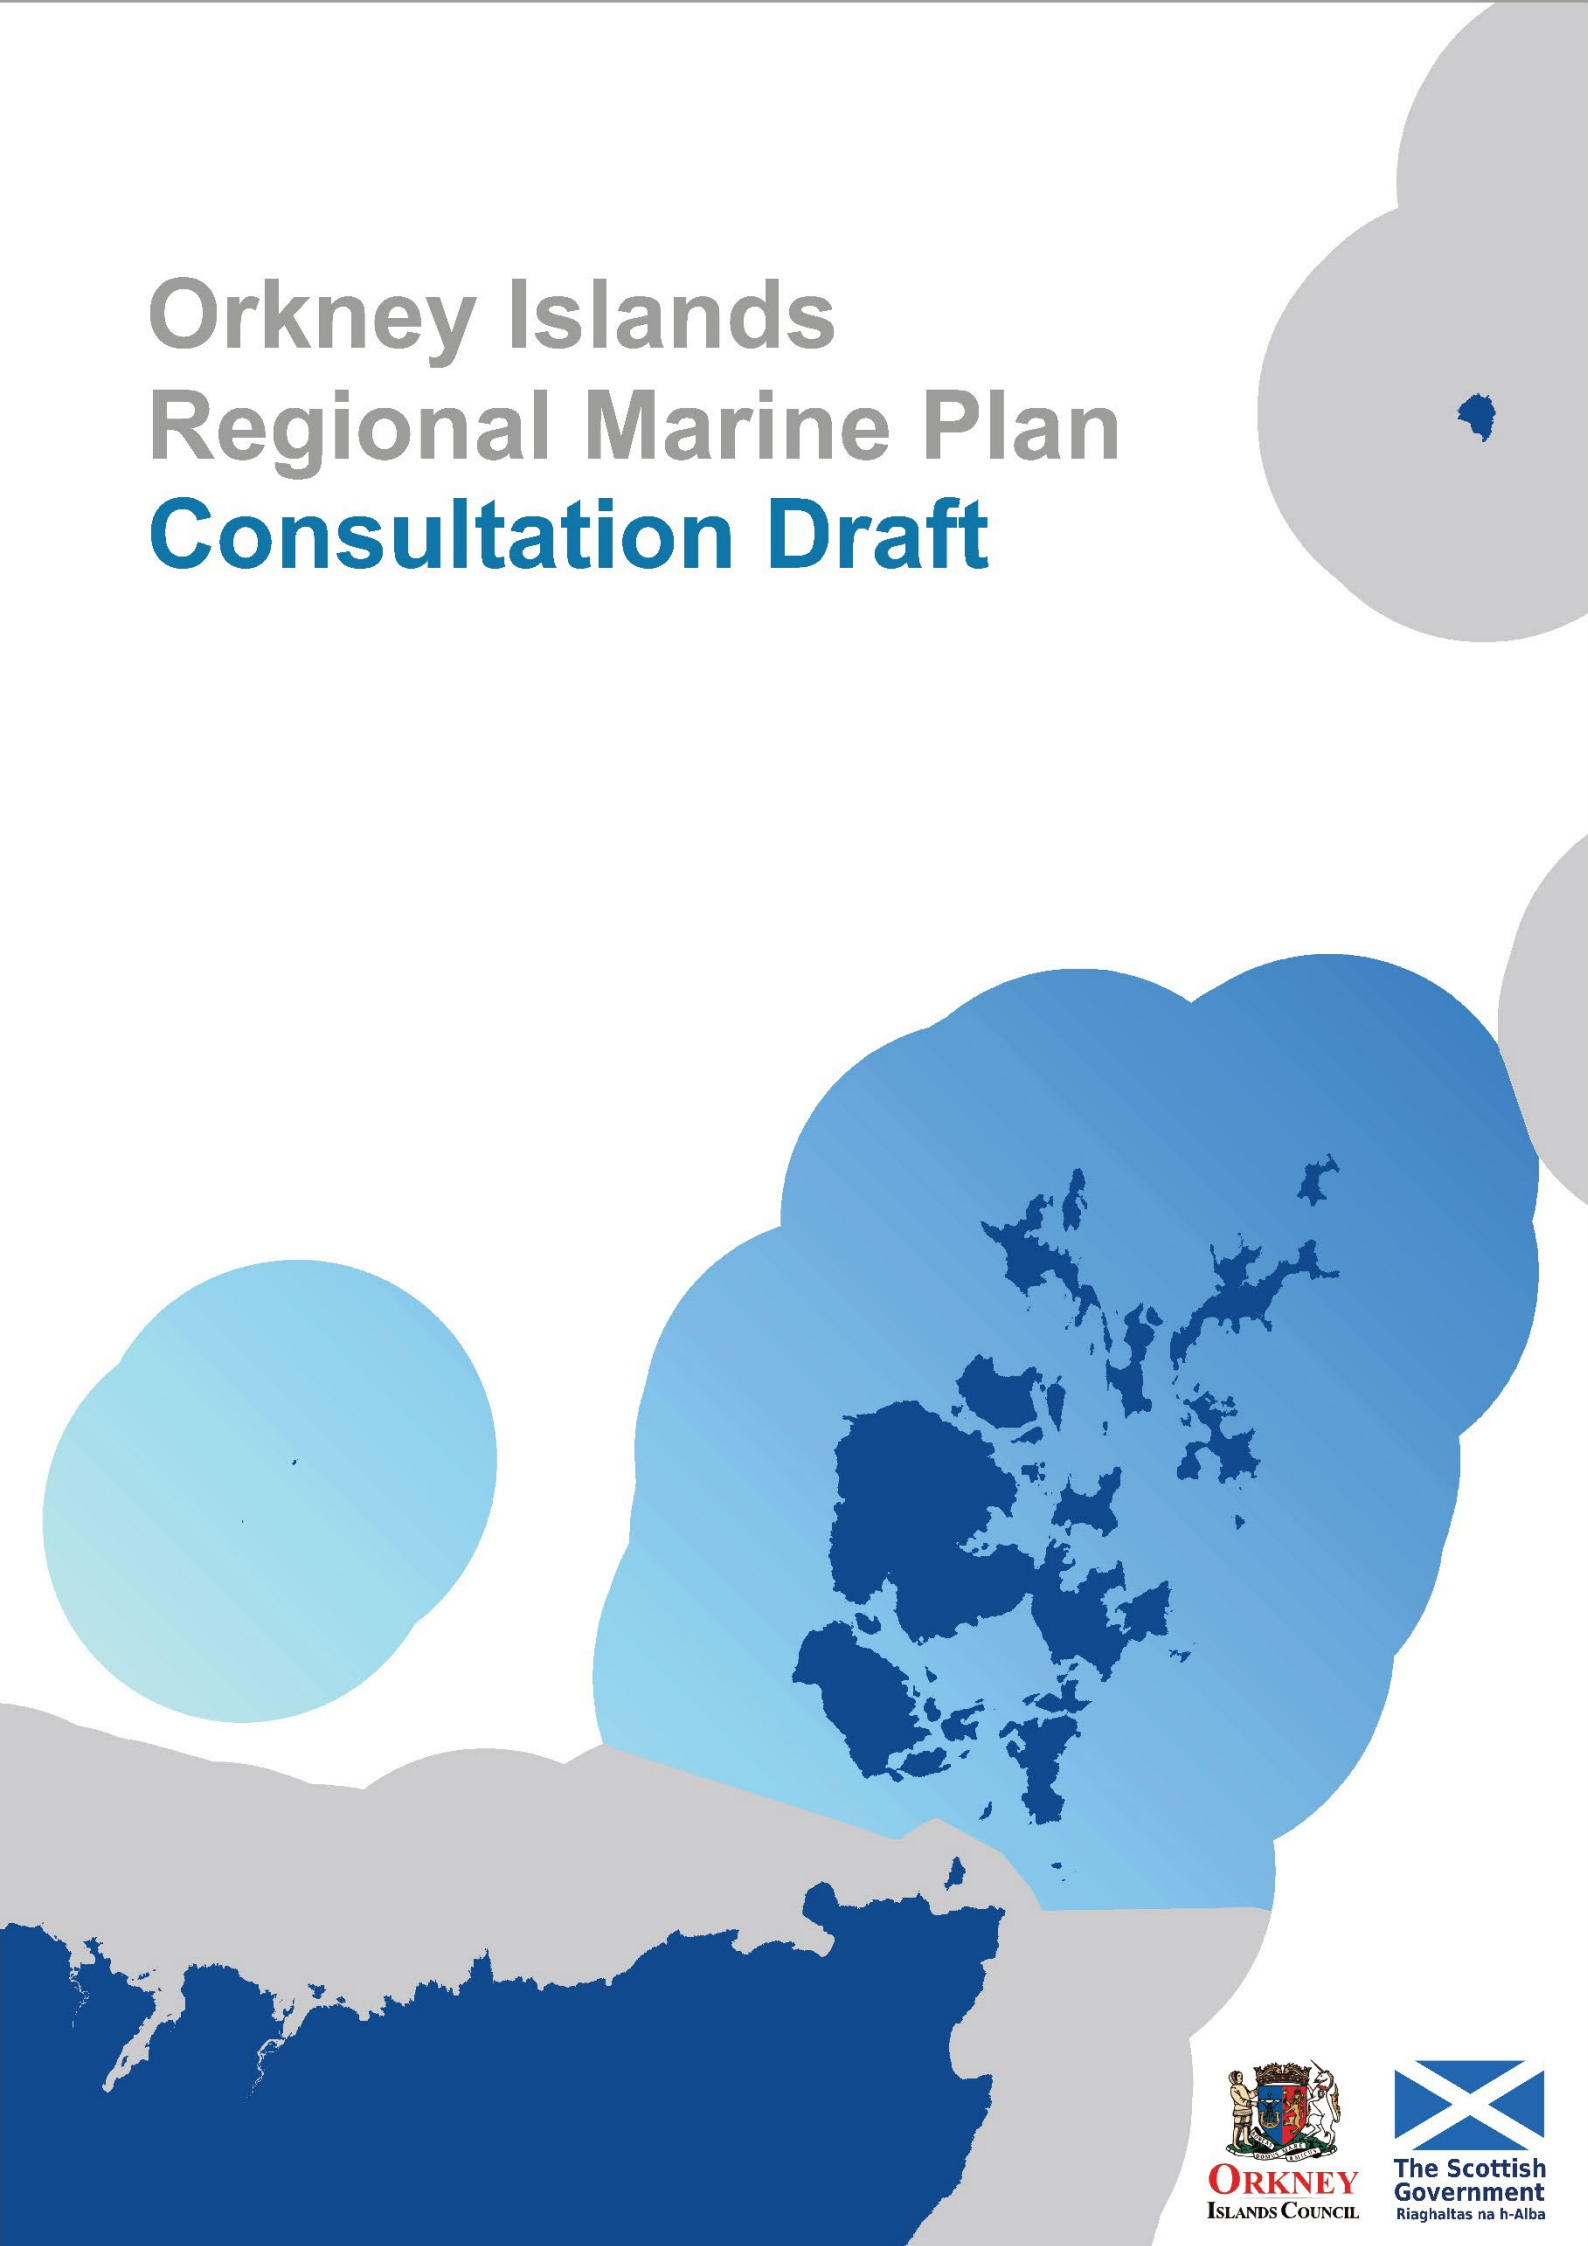 Orkney Islands
Regional Marine Plan
Consultation Draft
ORKNEY
ISLANDS COUNCIL
The Scottish
Government
Riaghaltas na h-Alba